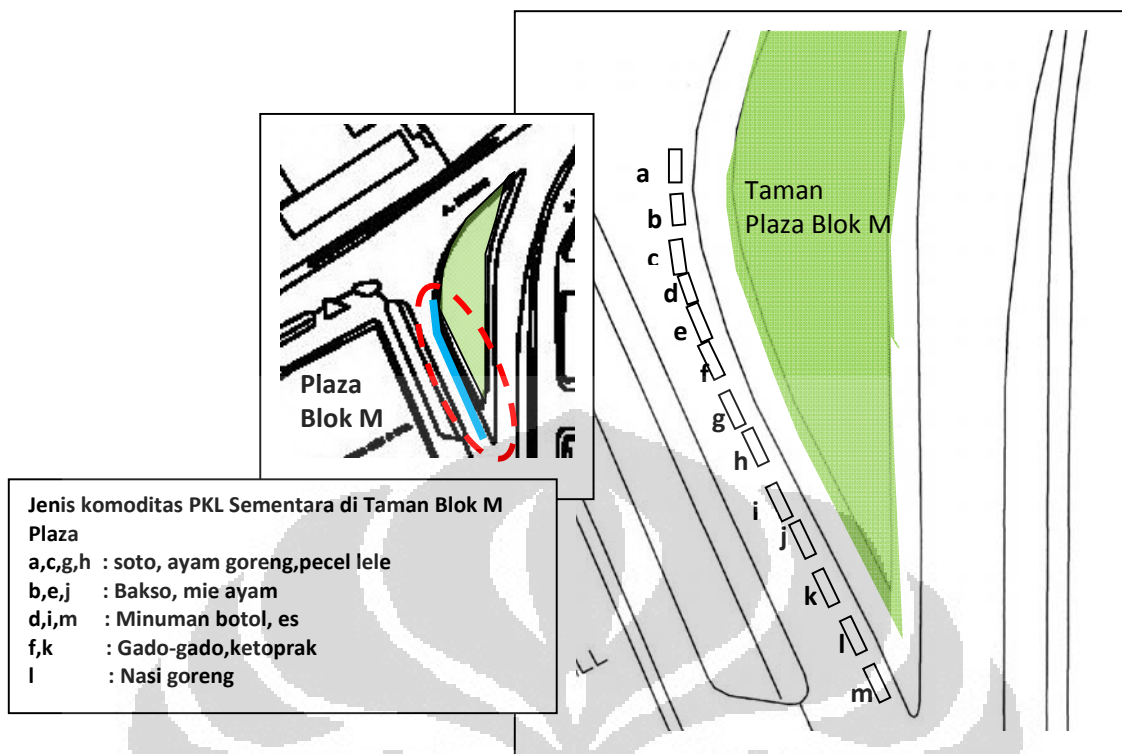 a
b
c
d
e
f
g
h
i
j
k
l
m
Taman
Plaza Blok M
Plaza
Blok M
Jenis komoditas PKL Sementara di Taman Blok M
Plaza
a,c,g,h : soto, ayam goreng,pecel lele
b,e,j : Bakso, mie ayam
d,i,m : Minuman botol, es
f,k : Gado-gado,ketoprak
l : Nasi goreng